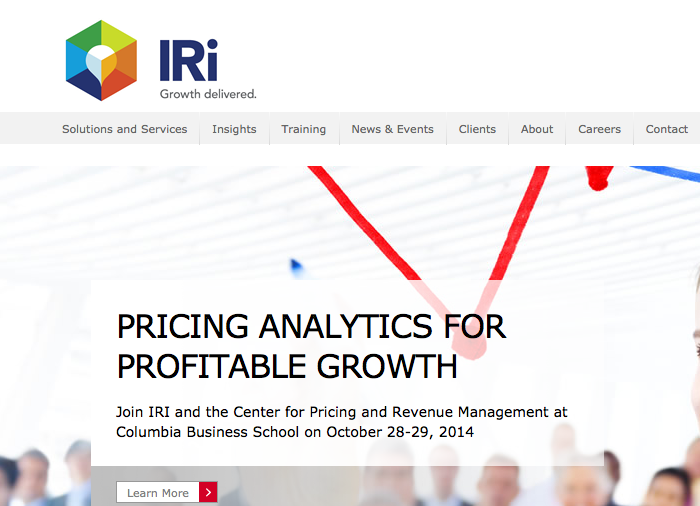 IRi
Growth delivered.
Solutions and Services Insights Training News & Events Clients About Careers Contact
PRICING ANALYTICS FOR
PROFITABLE GROWTH
Join IRI and the Center for Pricing and Revenue Management at
Columbia Business School on October 28-29, 2014
Learn More